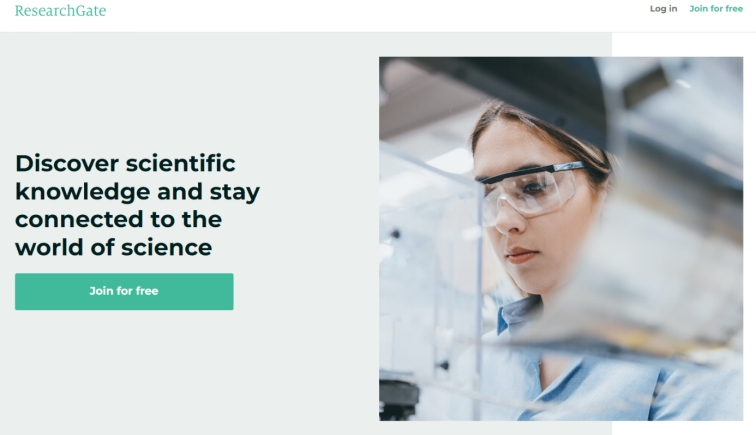 ResearchGate
Log in
Join for free
Discover scientific
knowledge and stay
connected to the
world of science
Join for free